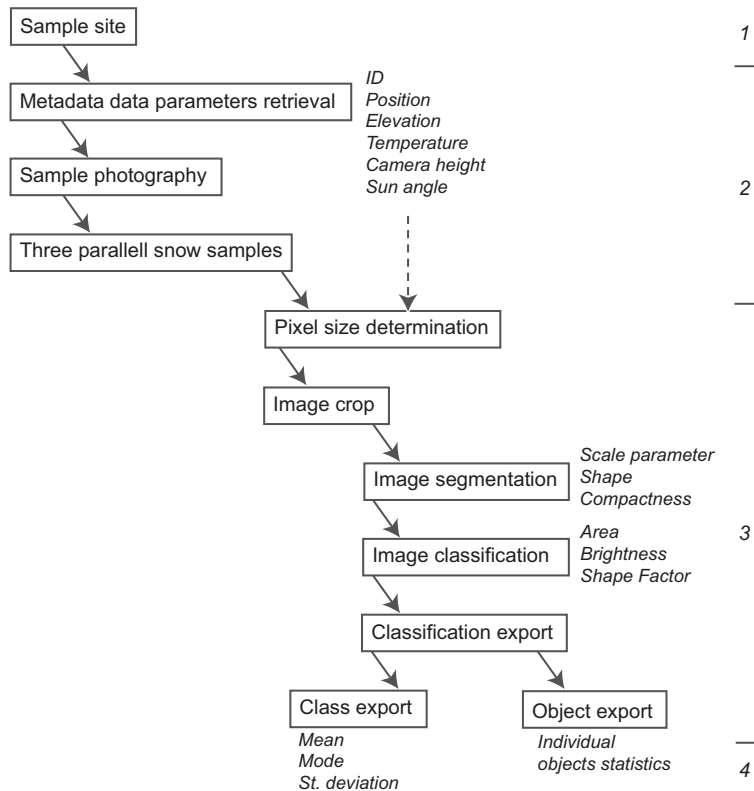 Sample site
1
Metadata data parameters retrieval
ID
Position
Elevation
Temperature
Camera height
Sun angle
Sample photography
2
Three parallell snow samples
Pixel size determination
Image crop
Image segmentation
Scale parameter
Shape
Compactness
3
Image classification
Area
Brightness
Shape Factor
Classification export
Class export
Mean
Mode
St. deviation
Object export
Individual
objects statistics
4